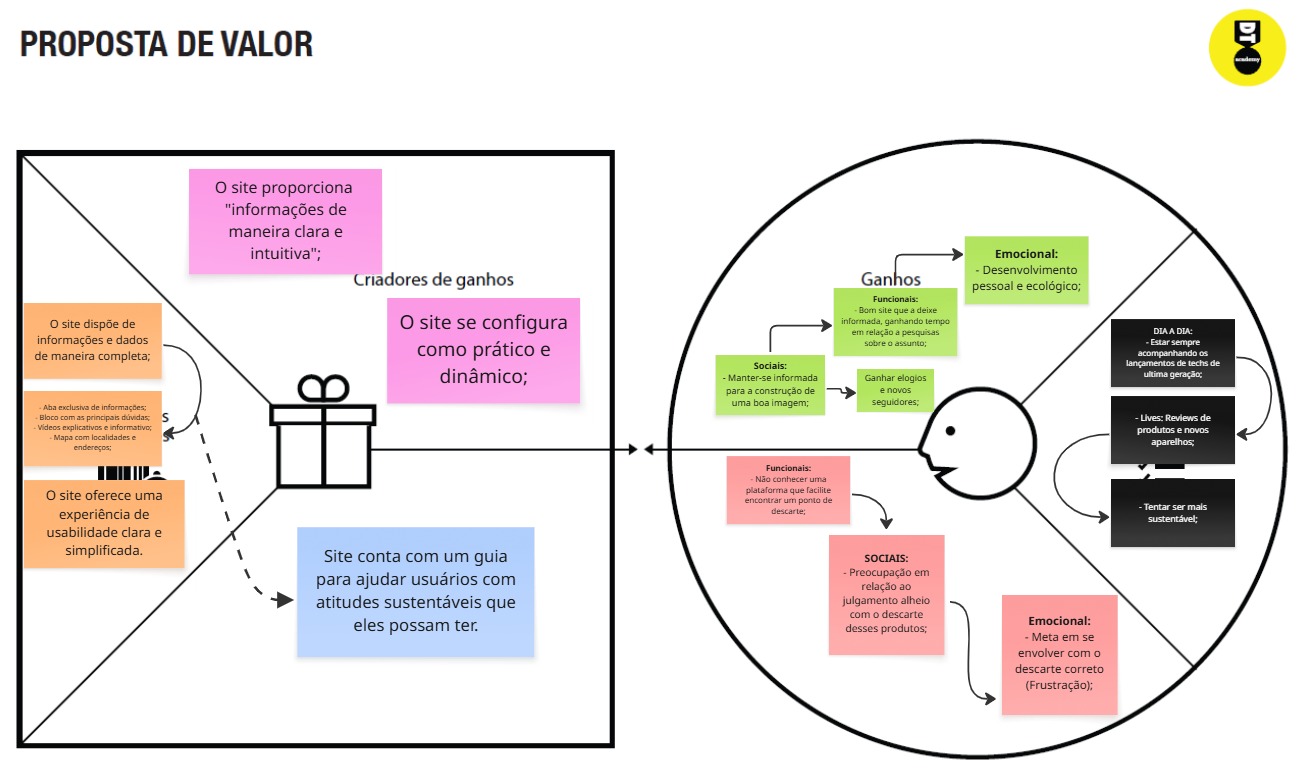 PROPOSTA DE VALOR
DT
academy
O site proporciona
"informações de
maneira clara e
intuitiva";
Criadores de ganhos
O site se configura
como prático e
dinâmico;
O site dispõe de
informações e dados
de maneira completa;
- Aba exclusiva de informações;
- Bloco com as principais dúvidas;
- Vídeos explicativos e informativo;
- Mapa com localidades e
endereços;
s
O site oferece uma
experiência de
usabilidade clara e
simplificada.
Site conta com um guia
para ajudar usuários com
atitudes sustentáveis que
eles possam ter.
Ganhos
Emocional:
- Desenvolvimento
pessoal e ecológico;
Funcionais:
- Bom site que a deixe
informada, ganhando tempo
em relação a pesquisas
sobre o assunto;
Sociais:
- Manter-se informada
para a construção de
uma boa imagem;
Ganhar elogios
e novos
seguidores;
DIA A DIA:
- Estar sempre
acompanhando os
lançamentos de techs de
ultima geração;
- Lives: Reviews de
produtos e novos
aparelhos;
- Tentar ser mais
sustentável;
Funcionais:
- Não conhecer uma
plataforma que facilite
encontrar um ponto de
descarte;
SOCIAIS:
- Preocupação em
relação ao
julgamento alheio
com o descarte
desses produtos;
Emocional:
- Meta em se
envolver com o
descarte correto
(Frustração);